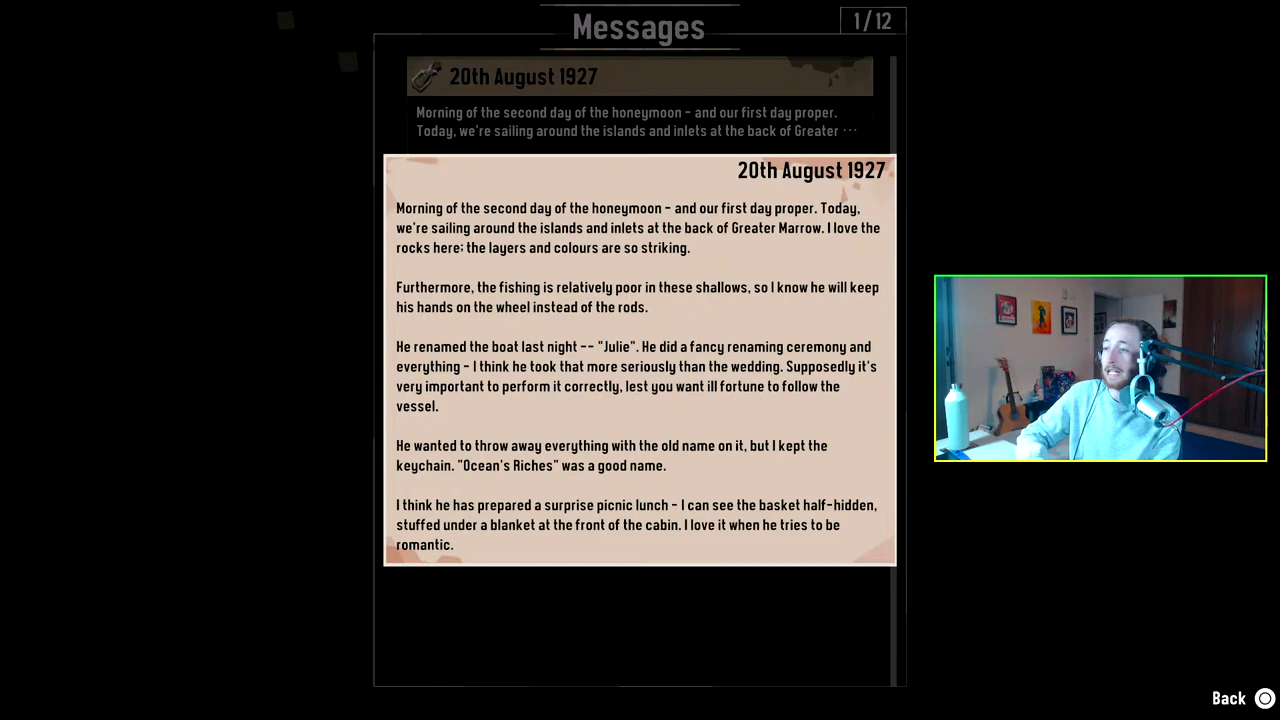 Messages
1/12
20th August 1927
Morning of the second day of the honeymoon - and our first day proper.
Today, we're sailing around the islands and inlets at the back of Greater ...
20th August 1927
Morning of the second day of the honeymoon - and our first day proper. Today,
we're sailing around the islands and inlets at the back of Greater Marrow. I love the
rocks here; the layers and colours are so striking.
Furthermore, the fishing is relatively poor in these shallows, so I know he will keep
his hands on the wheel instead of the rods.
He renamed the boat last night -- "Julie". He did a fancy renaming ceremony and
everything - I think he took that more seriously than the wedding. Supposedly it's
very important to perform it correctly, lest you want ill fortune to follow the
vessel.
He wanted to throw away everything with the old name on it, but I kept the
keychain. "Ocean's Riches" was a good name.
I think he has prepared a surprise picnic lunch - I can see the basket half-hidden,
stuffed under a blanket at the front of the cabin. I love it when he tries to be
romantic.
Back